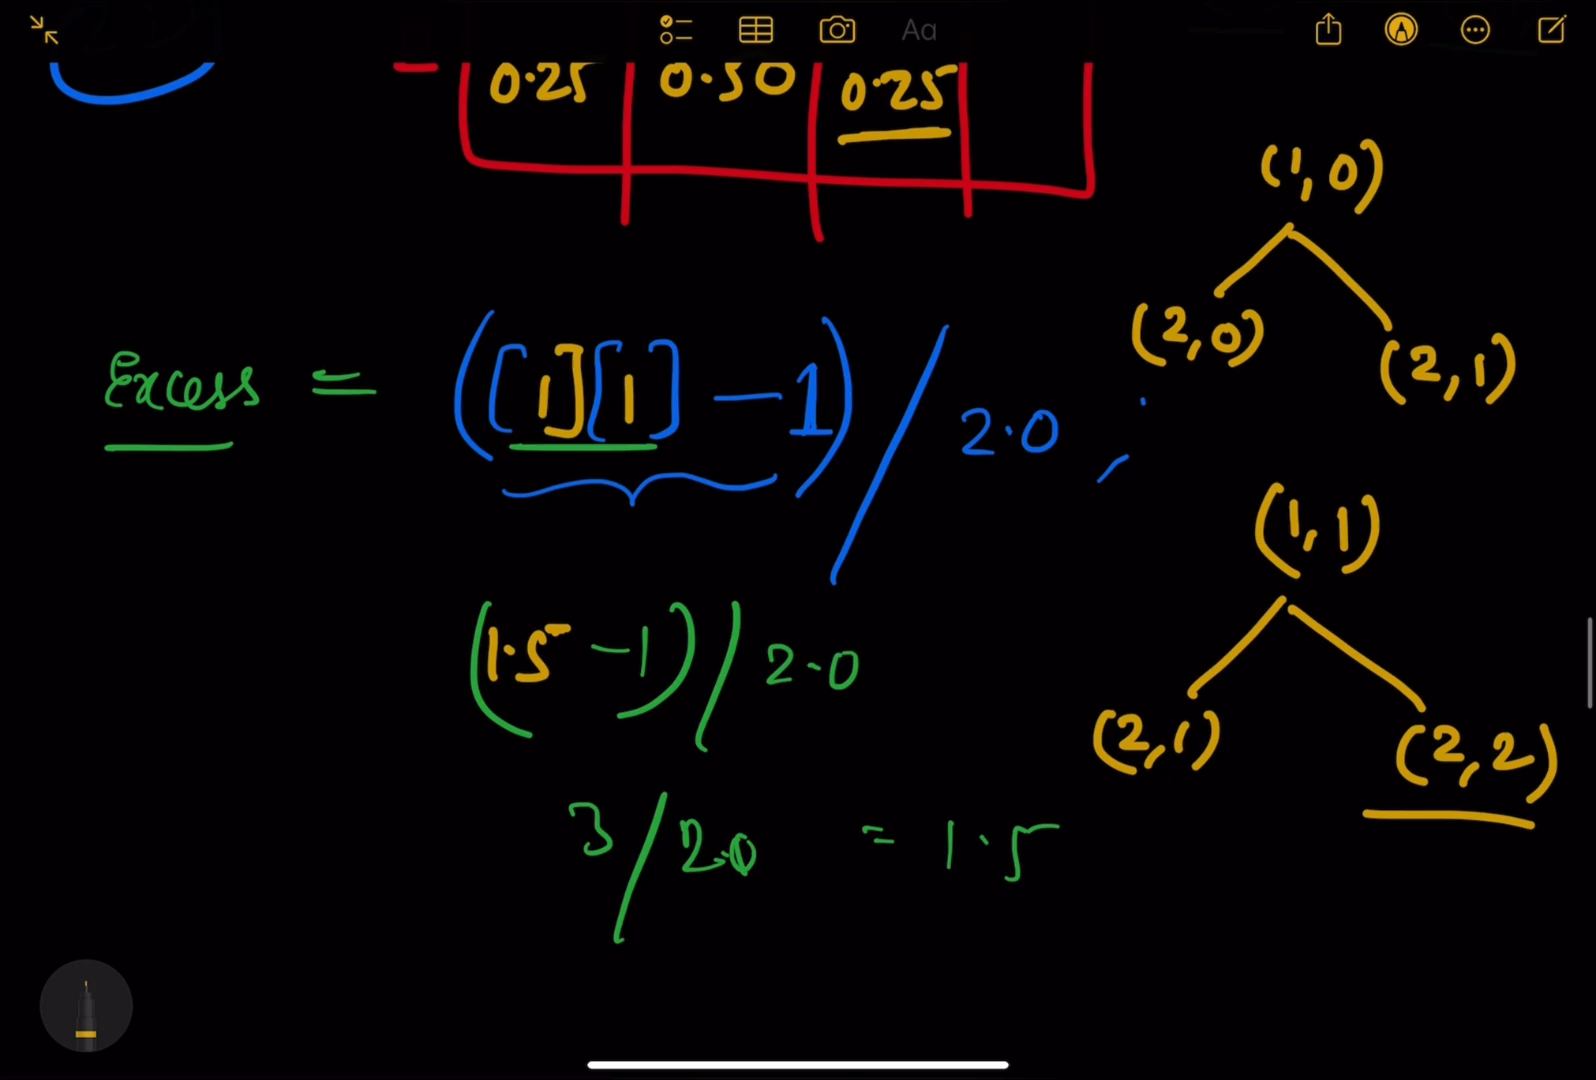 Aa
0.25 0.50 0.25
(1,0)
(2,0) (2,1)
Excess = ([1][1] - 1) / 2.0 ;
(1,1)
(1.5 - 1) / 2.0
(2,1) (2,2)
3/2.0 = 1.5